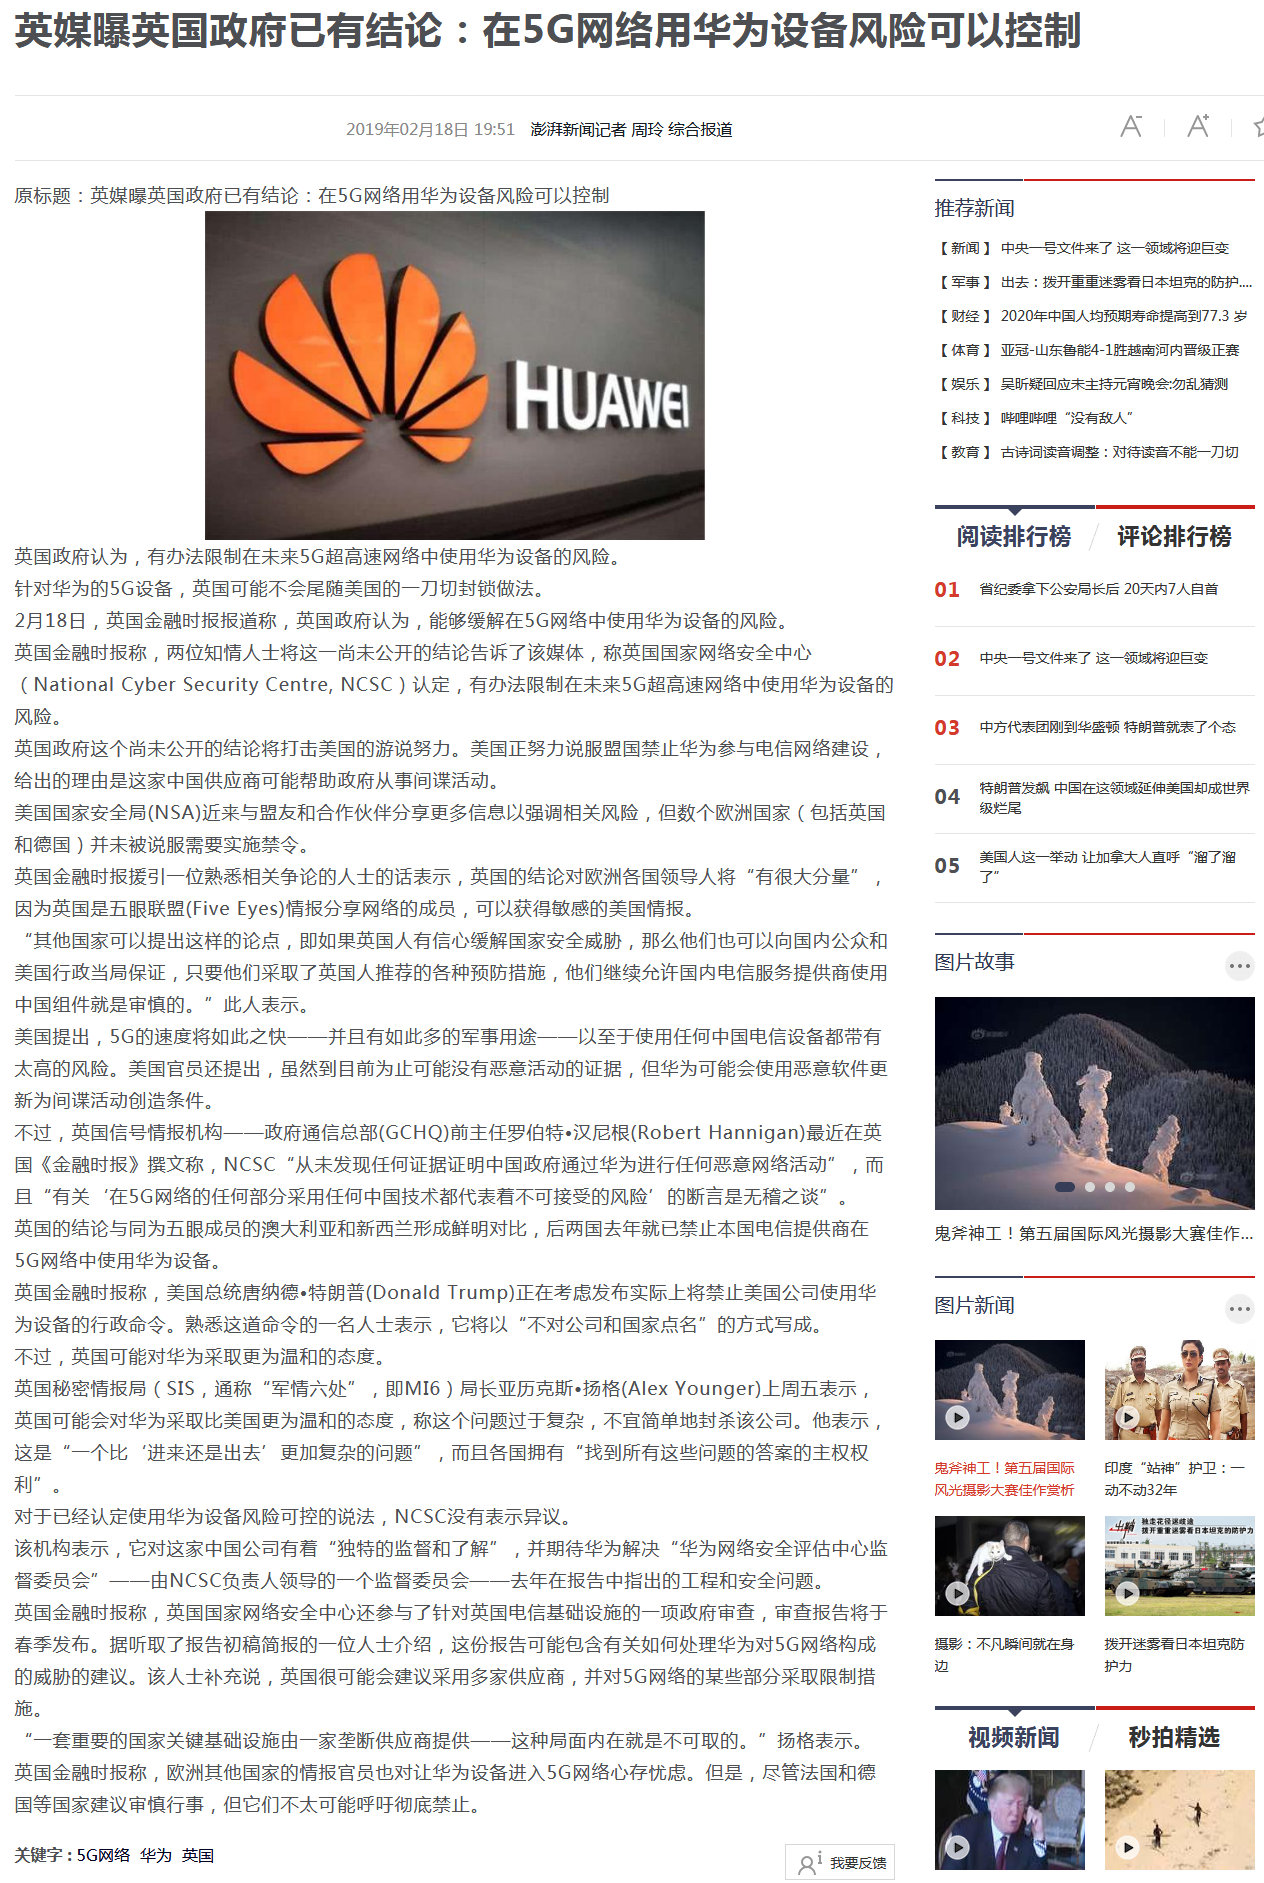 英媒曝英国政府已有结论：在5G网络用华为设备风险可以控制
2019年02月18日 19:51 澎湃新闻记者 周玲 综合报道
A- A+
原标题：英媒曝英国政府已有结论：在5G网络用华为设备风险可以控制
HUAWEI
英国政府认为，有办法限制在未来5G超高速网络中使用华为设备的风险。
针对华为的5G设备，英国可能不会尾随美国的一刀切封锁做法。
2月18日，英国金融时报报道称，英国政府认为，能够缓解在5G网络中使用华为设备的风险。
英国金融时报称，两位知情人士将这一尚未公开的结论告诉了该媒体，称英国国家网络安全中心
（National Cyber Security Centre, NCSC）认定，有办法限制在未来5G超高速网络中使用华为设备的
风险。
英国政府这个尚未公开的结论将打击美国的游说努力。美国正努力说服盟国禁止华为参与电信网络建设，
给出的理由是这家中国供应商可能帮助政府从事间谍活动。
美国国家安全局(NSA)近来与盟友和合作伙伴分享更多信息以强调相关风险，但数个欧洲国家（包括英国
和德国）并未被说服需要实施禁令。
英国金融时报援引一位熟悉相关争论的人士的话表示，英国的结论对欧洲各国领导人将“有很大分量”，
因为英国是五眼联盟(Five Eyes)情报分享网络的成员，可以获得敏感的美国情报。
“其他国家可以提出这样的论点，即如果英国人有信心缓解国家安全威胁，那么他们也可以向国内公众和
美国行政当局保证，只要他们采取了英国人推荐的各种预防措施，他们继续允许国内电信服务提供商使用
中国组件就是审慎的。”此人表示。
美国提出，5G的速度将如此之快——并且有如此多的军事用途——以至于使用任何中国电信设备都带有
太高的风险。美国官员还提出，虽然到目前为止可能没有恶意活动的证据，但华为可能会使用恶意软件更
新为间谍活动创造条件。
不过，英国信号情报机构——政府通信总部(GCHQ)前主任罗伯特•汉尼根(Robert Hannigan)最近在英
国《金融时报》撰文称，NCSC“从未发现任何证据证明中国政府通过华为进行任何恶意网络活动”，而
且“有关‘在5G网络的任何部分采用任何中国技术都代表着不可接受的风险’的断言是无稽之谈”。
英国的结论与同为五眼成员的澳大利亚和新西兰形成鲜明对比，后两国去年就已禁止本国电信提供商在
5G网络中使用华为设备。
英国金融时报称，美国总统唐纳德•特朗普(Donald Trump)正在考虑发布实际上将禁止美国公司使用华
为设备的行政命令。熟悉这道命令的一名人士表示，它将以“不对公司和国家点名”的方式写成。
不过，英国可能对华为采取更为温和的态度。
英国秘密情报局（SIS，通称“军情六处”，即MI6）局长亚历克斯•扬格(Alex Younger)上周五表示，
英国可能会对华为采取比美国更为温和的态度，称这个问题过于复杂，不宜简单地封杀该公司。他表示，
这是“一个比‘进来还是出去’更加复杂的问题”，而且各国拥有“找到所有这些问题的答案的主权权
利”。
对于已经认定使用华为设备风险可控的说法，NCSC没有表示异议。
该机构表示，它对这家中国公司有着“独特的监督和了解”，并期待华为解决“华为网络安全评估中心监
督委员会”——由NCSC负责人领导的一个监督委员会——去年在报告中指出的工程和安全问题。
英国金融时报称，英国国家网络安全中心还参与了针对英国电信基础设施的一项政府审查，审查报告将于
春季发布。据听取了报告初稿简报的一位人士介绍，这份报告可能包含有关如何处理华为对5G网络构成
的威胁的建议。该人士补充说，英国很可能会建议采用多家供应商，并对5G网络的某些部分采取限制措
施。
“一套重要的国家关键基础设施由一家垄断供应商提供——这种局面内在就是不可取的。”扬格表示。
英国金融时报称，欧洲其他国家的情报官员也对让华为设备进入5G网络心存忧虑。但是，尽管法国和德
国等国家建议审慎行事，但它们不太可能呼吁彻底禁止。
关键字 : 5G网络 华为 英国
我要反馈
推荐新闻
【 新闻 】 中央一号文件来了 这一领域将迎巨变
【 军事 】 出去：拨开重重迷雾看日本坦克的防护....
【 财经 】 2020年中国人均预期寿命提高到77.3 岁
【 体育 】 亚冠-山东鲁能4-1胜越南河内晋级正赛
【 娱乐 】 吴昕疑回应未主持元宵晚会:勿乱猜测
【 科技 】 哔哩哔哩“没有敌人”
【 教育 】 古诗词读音调整：对待读音不能一刀切
阅读排行榜 评论排行榜
01 省纪委拿下公安局长后 20天内7人自首
02 中央一号文件来了 这一领域将迎巨变
03 中方代表团刚到华盛顿 特朗普就表了个态
04 特朗普发飙 中国在这领域延伸美国却成世界
级烂尾
05 美国人这一举动 让加拿大人直呼“溜了溜
了”
图片故事
鬼斧神工！第五届国际风光摄影大赛佳作...
图片新闻
鬼斧神工！第五届国际
风光摄影大赛佳作赏析
印度“站神”护卫：一
动不动32年
出鞘
独走花径迷歧途
拨开重重迷雾看日本坦克的防护力
摄影：不凡瞬间就在身
边
拨开迷雾看日本坦克防
护力
视频新闻 秒拍精选